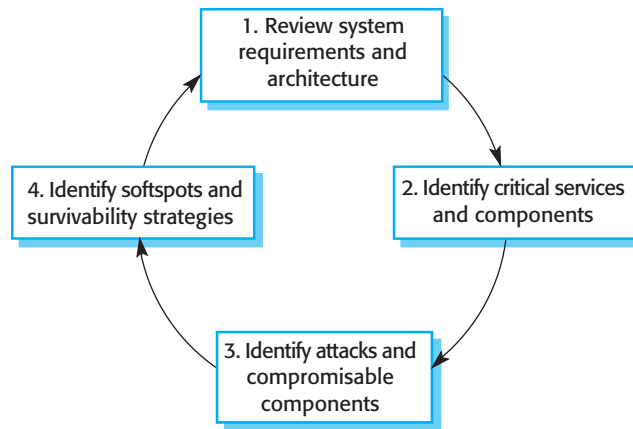 1. Review system
requirements and
architecture
2. Identify critical services
and components
3. Identify attacks and
compromisable
components
4. Identify softspots and
survivability strategies